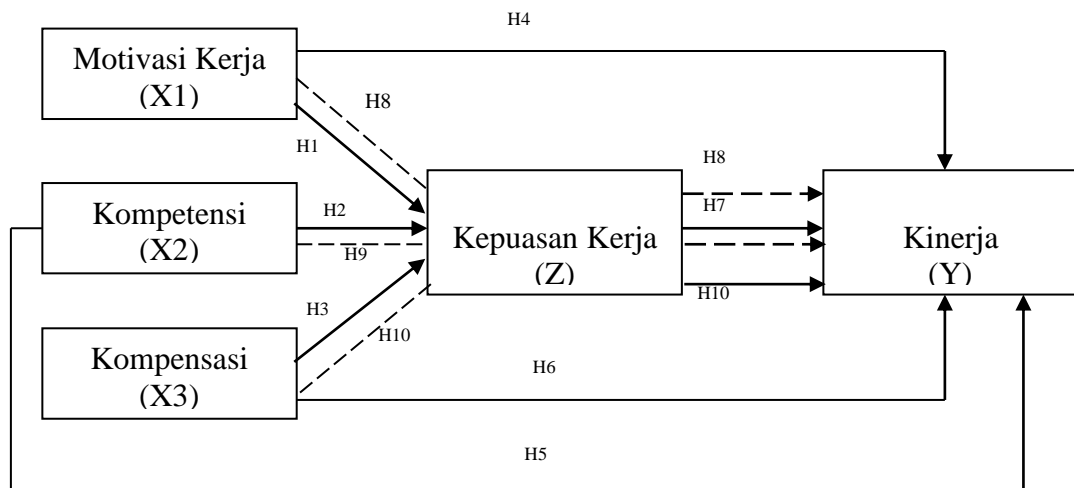 H4
Motivasi Kerja
(X1)
H8
H1
H8
Kompetensi
(X2)
H2
H9
Kepuasan Kerja
(Z)
H7
H10
Kinerja
(Y)
H3
H10
Kompensasi
(X3)
H6
H5